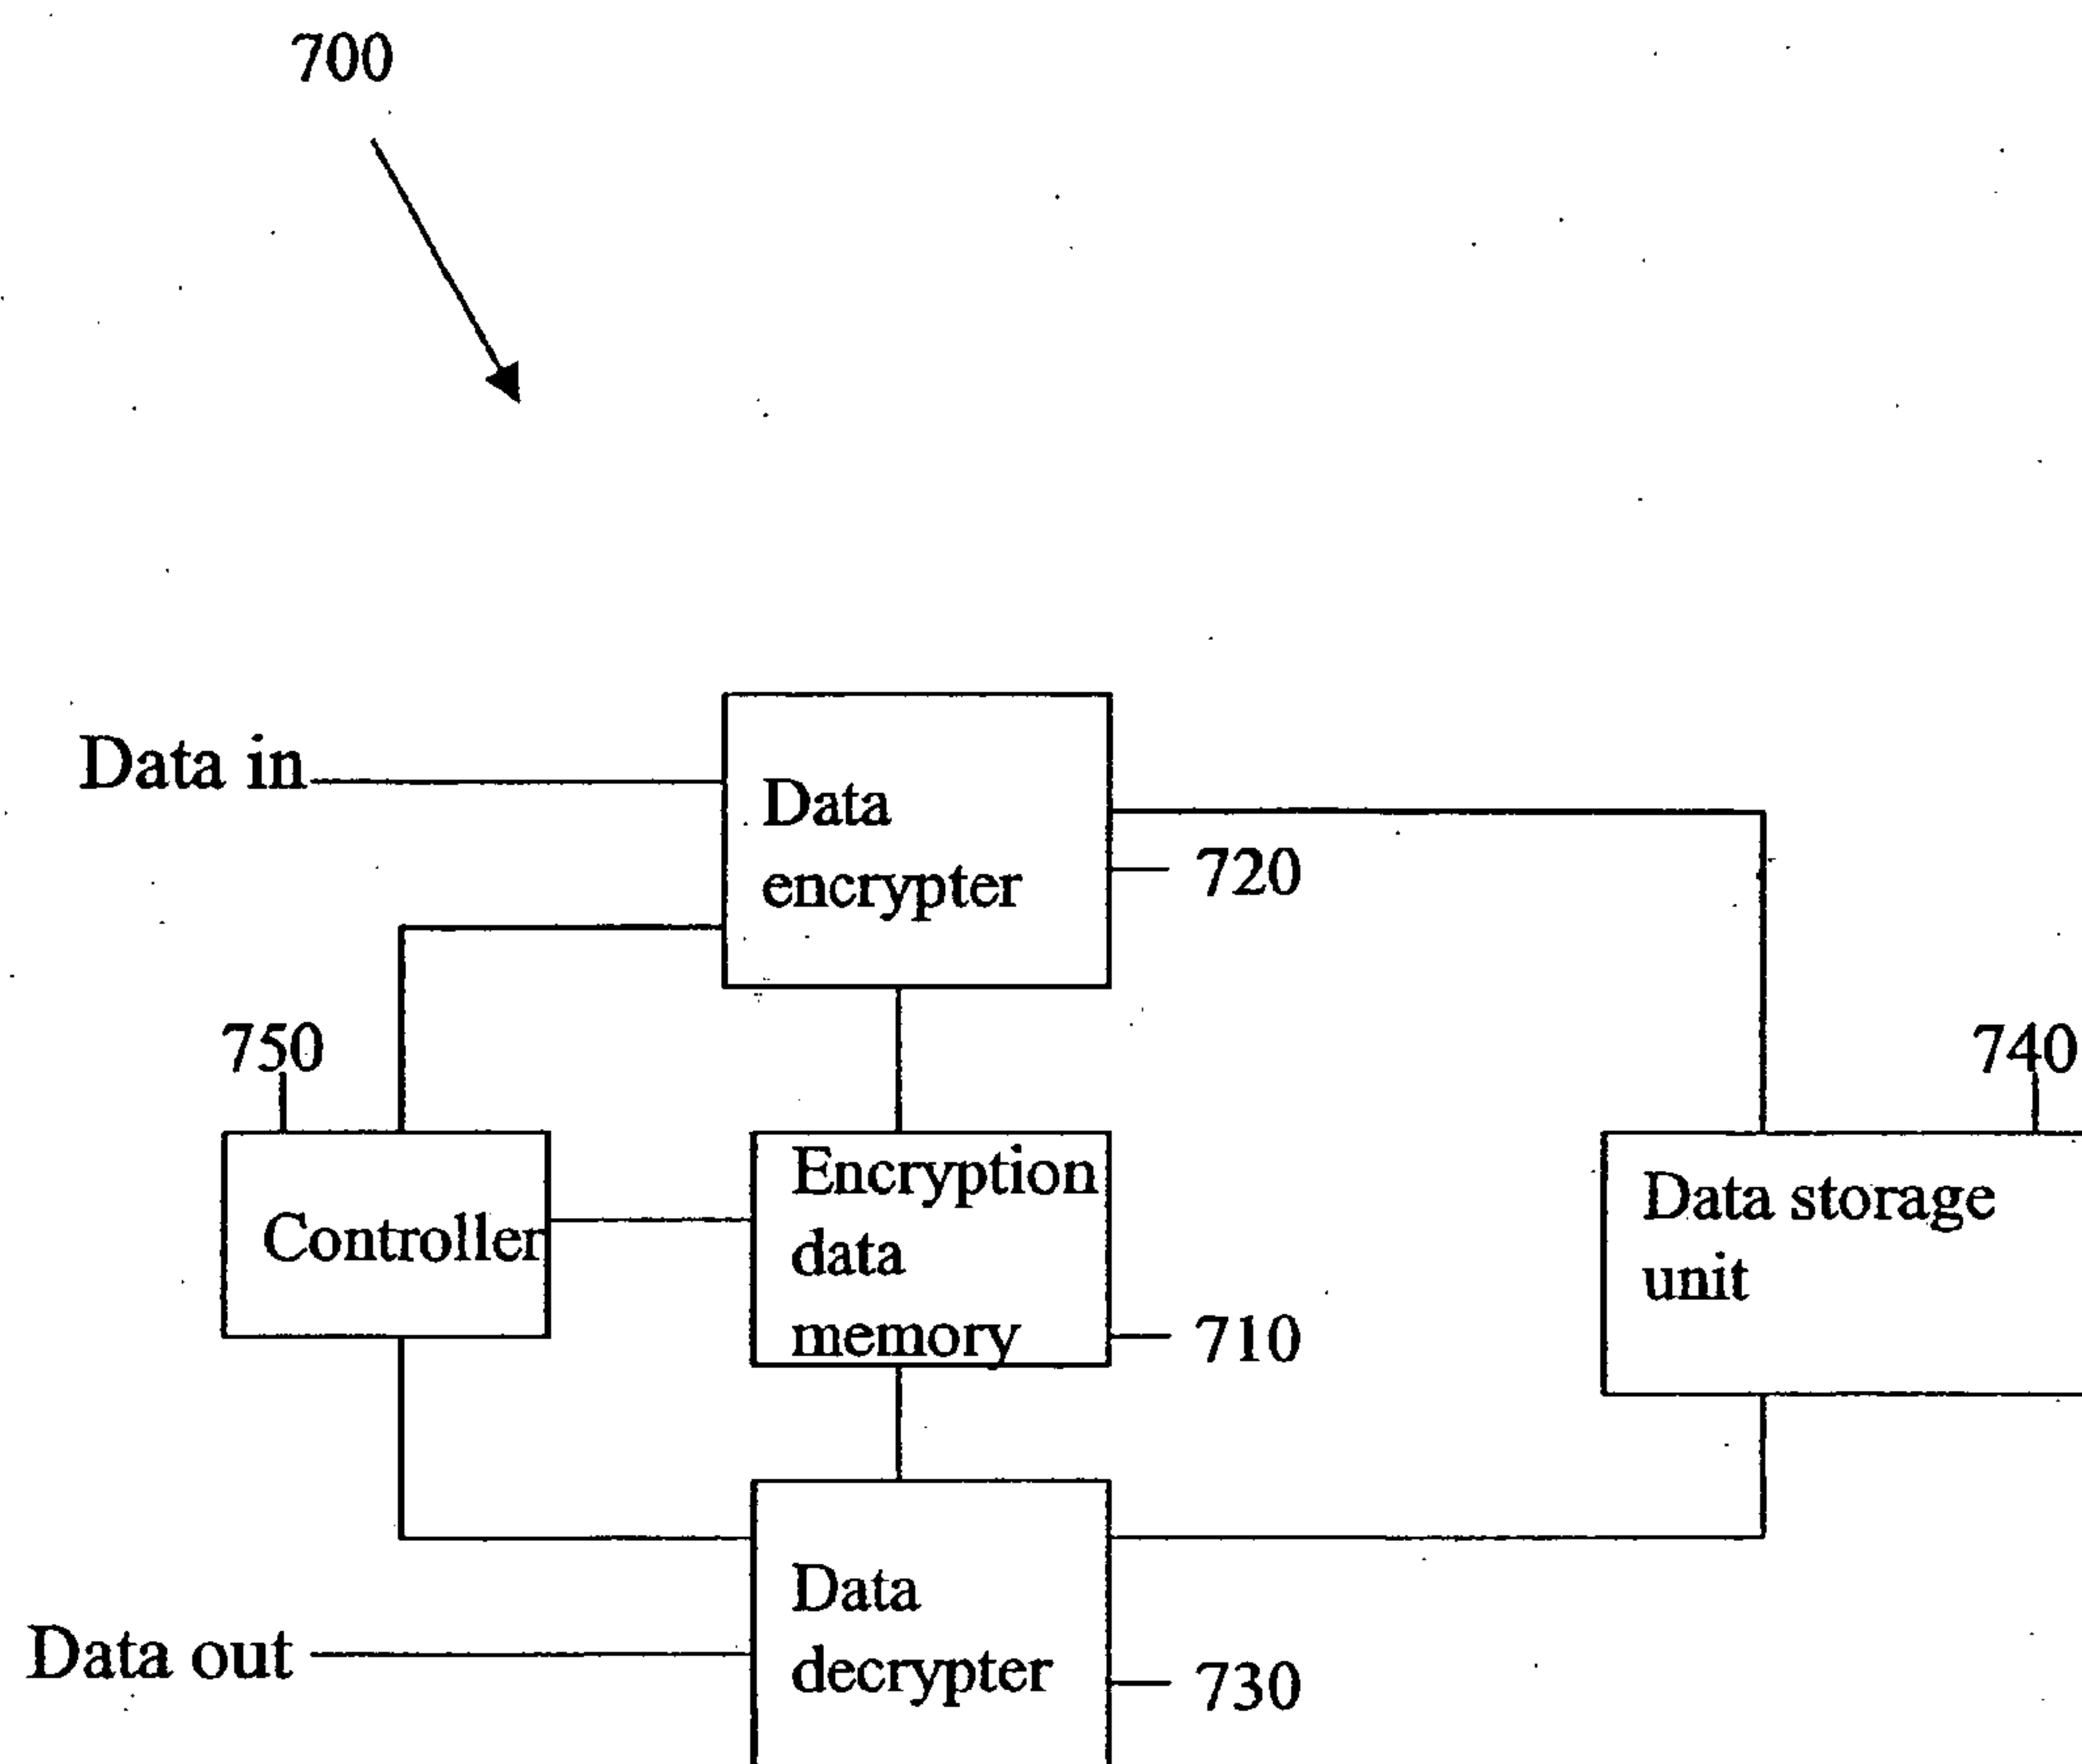 700
Data in
Data
encrypter
720
750
740
Controller
Encryption
data
memory
710
Data storage
unit
Data
decrypter
730
Data out